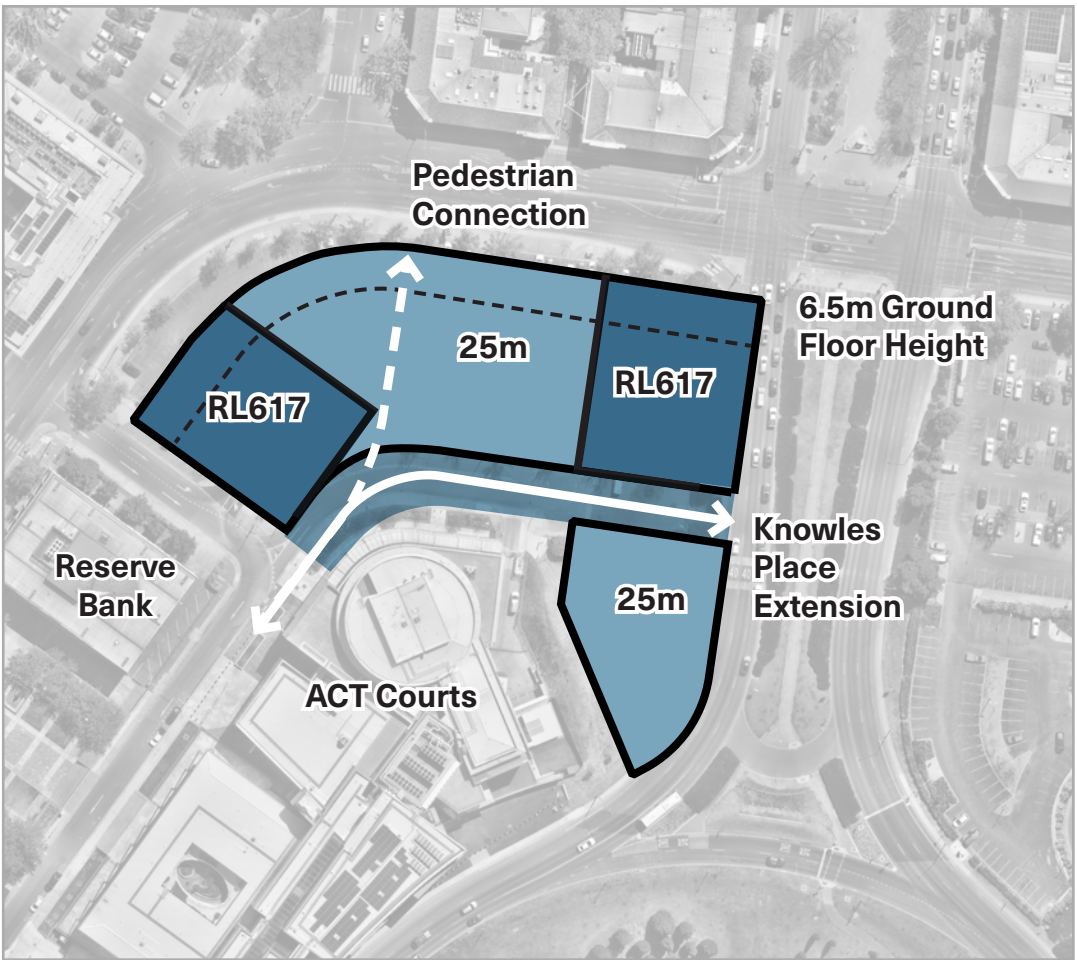 Pedestrian
Connection
6.5m Ground
Floor Height
25m
RL617
RL617
Knowles
Place
Extension
Reserve
Bank
25m
ACT Courts